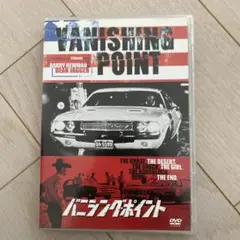 VANISHING
POINT
BARRY NEWMAN
DEAN JAGGER
THE DESERT.
THE GIRL.
THE END.
バニシング・ポイント
DVD